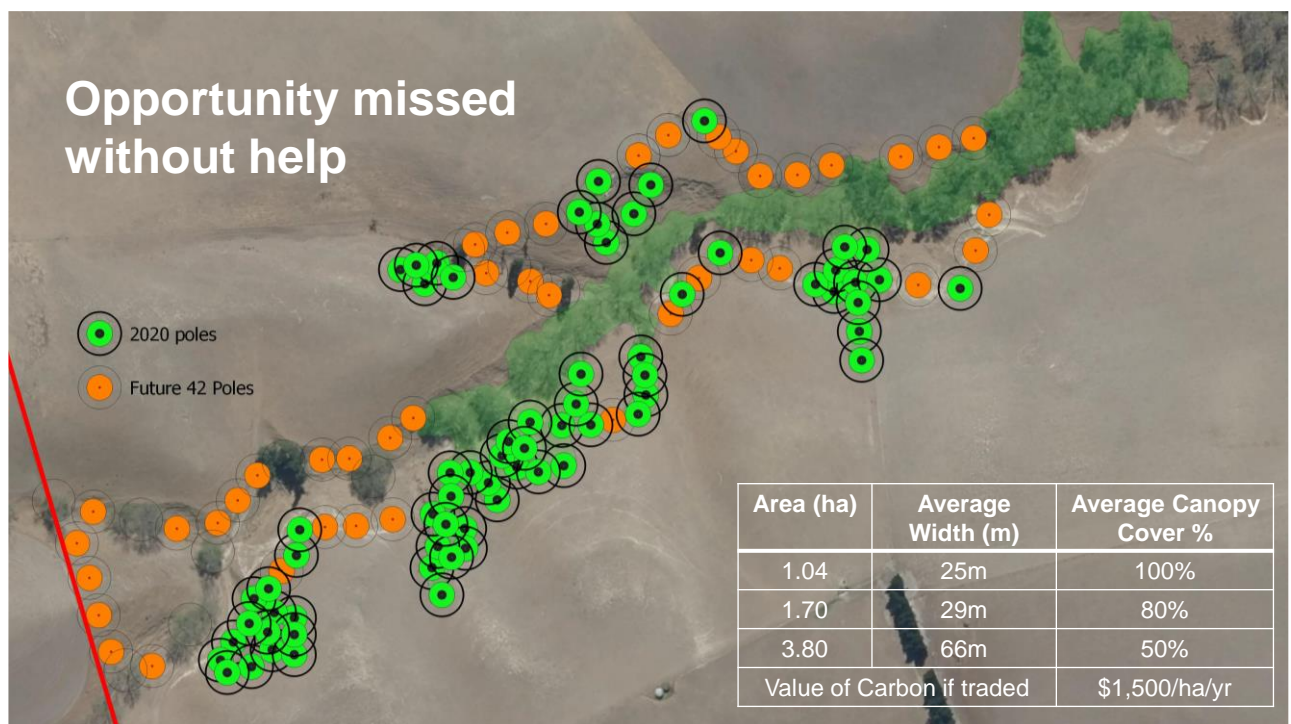 Opportunity missed
without help
2020 poles
Future 42 Poles
Area (ha) Average Width (m) Average Canopy Cover %
1.04 25m 100%
1.70 29m 80%
3.80 66m 50%
Value of Carbon if traded $1,500/ha/yr